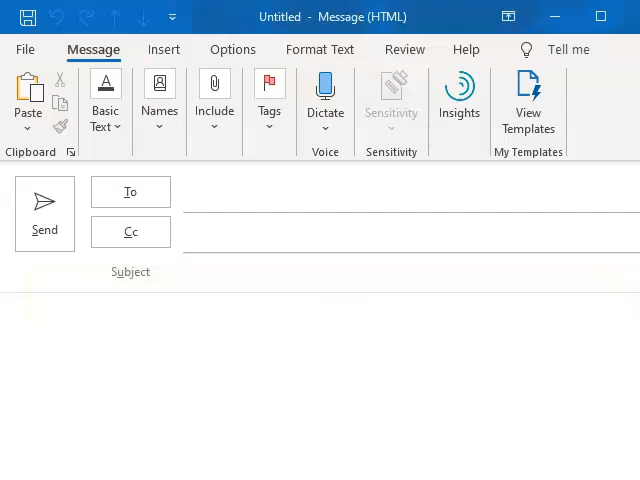 Untitled - Message (HTML)
File Message Insert Options Format Text Review Help Tell me
Paste
Basic Text
Names
Include
Tags
Dictate
Sensitivity
Insights
View Templates
Clipboard Voice Sensitivity My Templates
Send
To
Cc
Subject